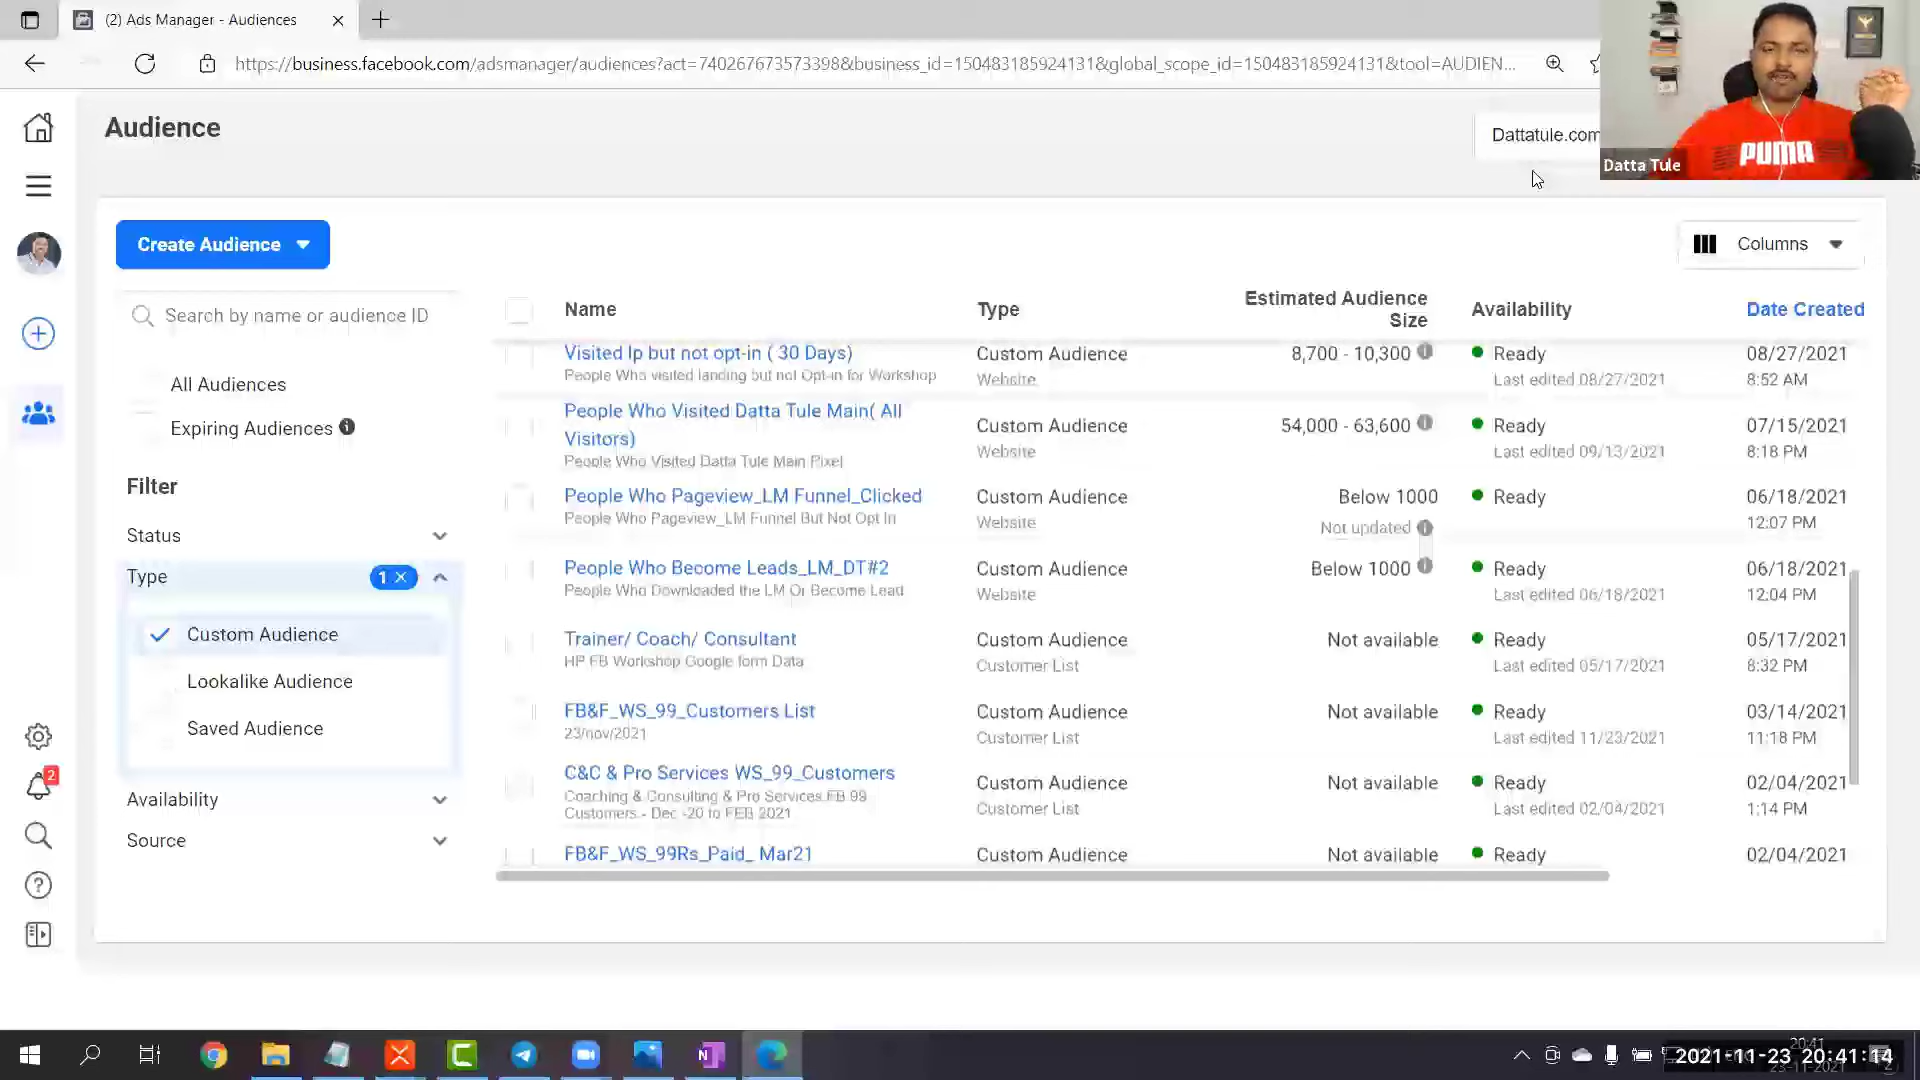 (2) Ads Manager - Audiences
https://business.facebook.com/adsmanager/audiences?act=740267673573398&business_id=150483185924131&global_scope_id=150483185924131&tool=AUDIEN...
Audience
Dattatule.com
PUMA
Datta Tule
Create Audience
Columns
Search by name or audience ID
All Audiences
Expiring Audiences
Filter
Status
Type
1
Custom Audience
Lookalike Audience
Saved Audience
Availability
Source
Name Type Estimated Audience Size Availability Date Created
Visited lp but not opt-in ( 30 Days) Custom Audience 8,700 - 10,300 Ready 08/27/2021
People Who visited landing but not Opt-in for Workshop Website Last edited 08/27/2021 8:52 AM
People Who Visited Datta Tule Main( All Custom Audience 54,000 - 63,600 Ready 07/15/2021
Visitors) Website Last edited 09/13/2021 8:18 PM
People Who Visited Datta Tule Main Pixel
People Who Pageview_LM Funnel_Clicked Custom Audience Below 1000 Ready 06/18/2021
People Who Pageview_LM Funnel But Not Opt In Website Not updated 12:07 PM
People Who Become Leads_LM_DT#2 Custom Audience Below 1000 Ready 06/18/2021
People Who Downloaded the LM Or Become Lead Website Last edited 06/18/2021 12:04 PM
Trainer/ Coach/ Consultant Custom Audience Not available Ready 05/17/2021
HP FB Workshop Google form Data Customer List Last edited 05/17/2021 8:32 PM
FB&F_WS_99_Customers List Custom Audience Not available Ready 03/14/2021
23/nov/2021 Customer List Last edited 11/23/2021 11:18 PM
C&C & Pro Services WS_99_Customers Custom Audience Not available Ready 02/04/2021
Coaching & Consulting & Pro Services FB 99 Customer List Last edited 02/04/2021 1:14 PM
Customers - Dec -20 to FEB 2021
FB&F_WS_99Rs_Paid_ Mar21 Custom Audience Not available Ready 02/04/2021
2
2021-11-23 20:41:14